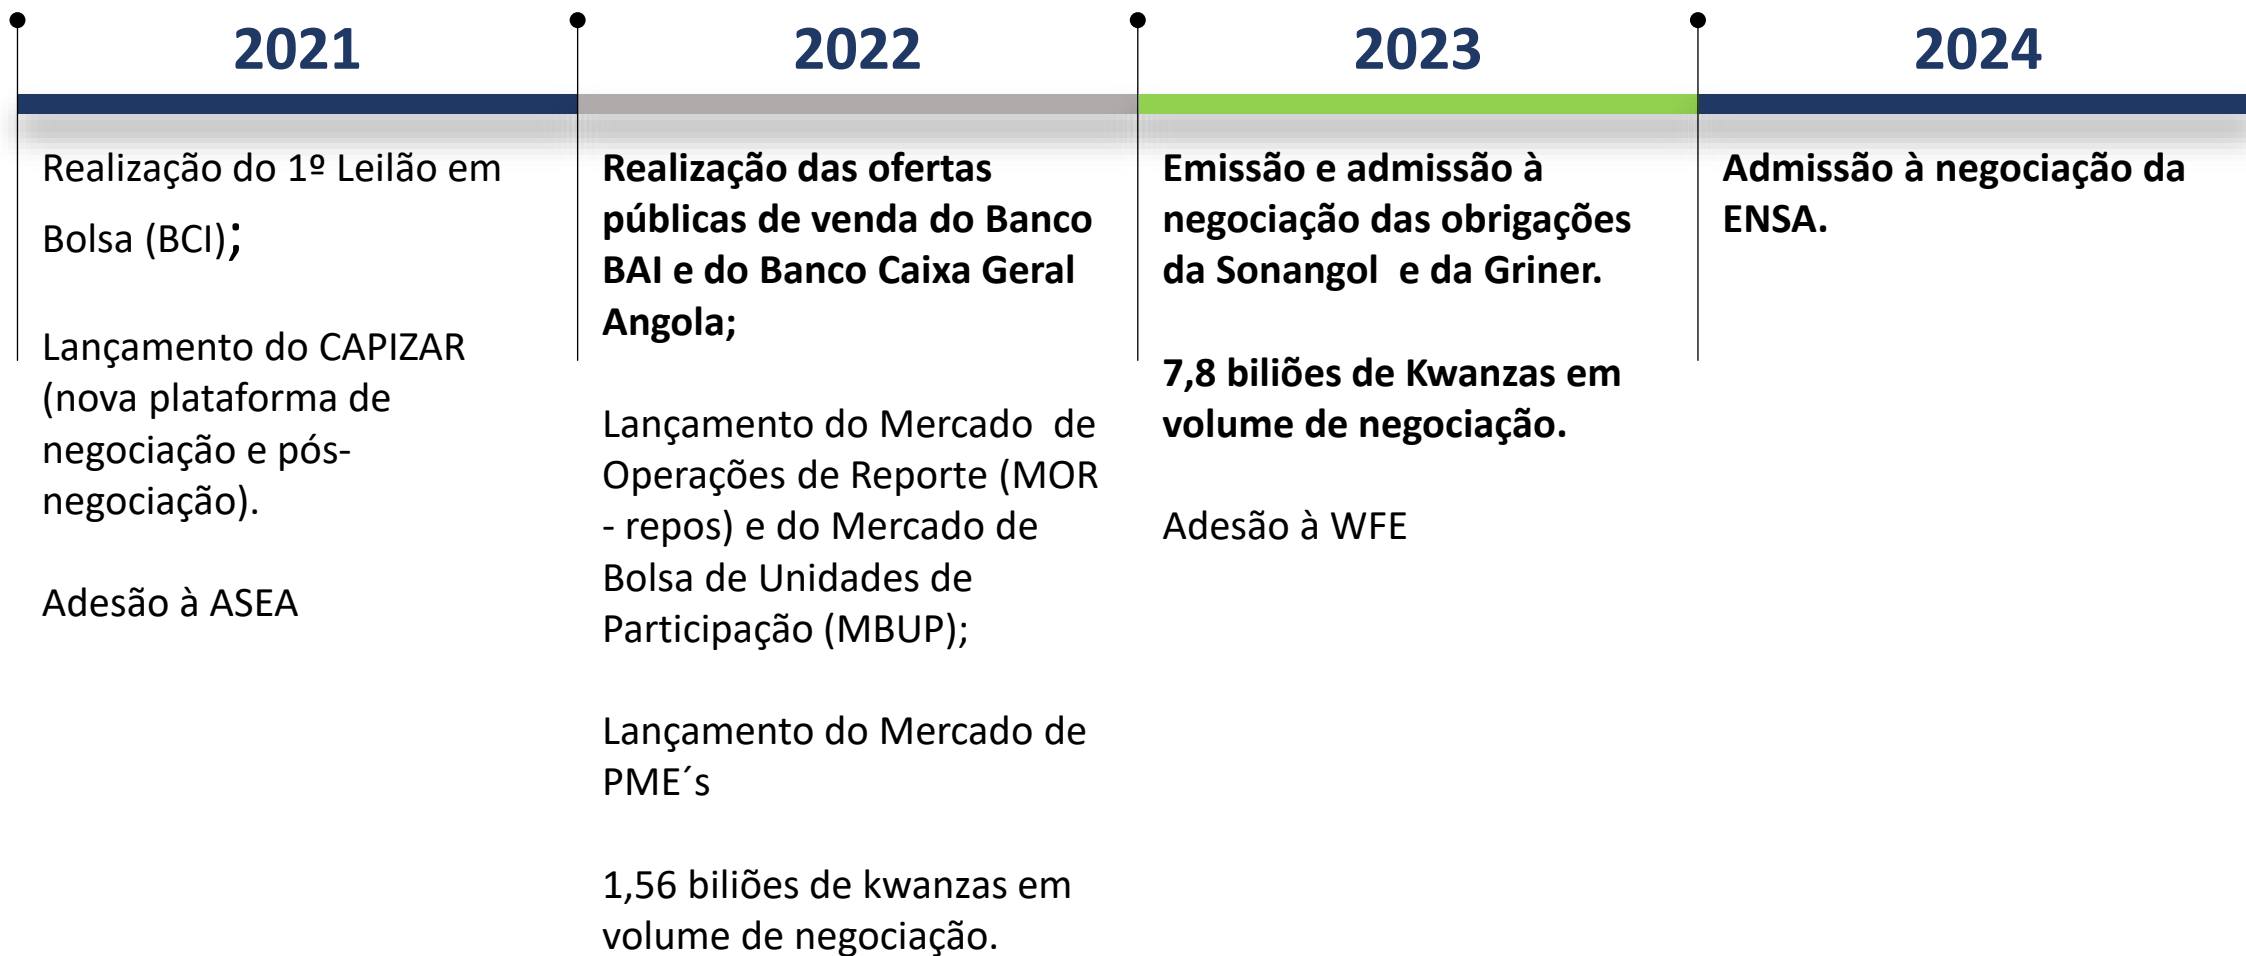 2021
Realização do 1º Leilão em
Bolsa (BCI);
Lançamento do CAPIZAR
(nova plataforma de
negociação e pós-
negociação).
Adesão à ASEA
2022
Realização das ofertas
públicas de venda do Banco
BAI e do Banco Caixa Geral
Angola;
Lançamento do Mercado  de
Operações de Reporte (MOR
- repos) e do Mercado de
Bolsa de Unidades de
Participação (MBUP);
Lançamento do Mercado de
PME´s
1,56 biliões de kwanzas em
volume de negociação.
2023
Emissão e admissão à
negociação das obrigações
da Sonangol  e da Griner.
7,8 biliões de Kwanzas em
volume de negociação.
Adesão à WFE
2024
Admissão à negociação da
ENSA.